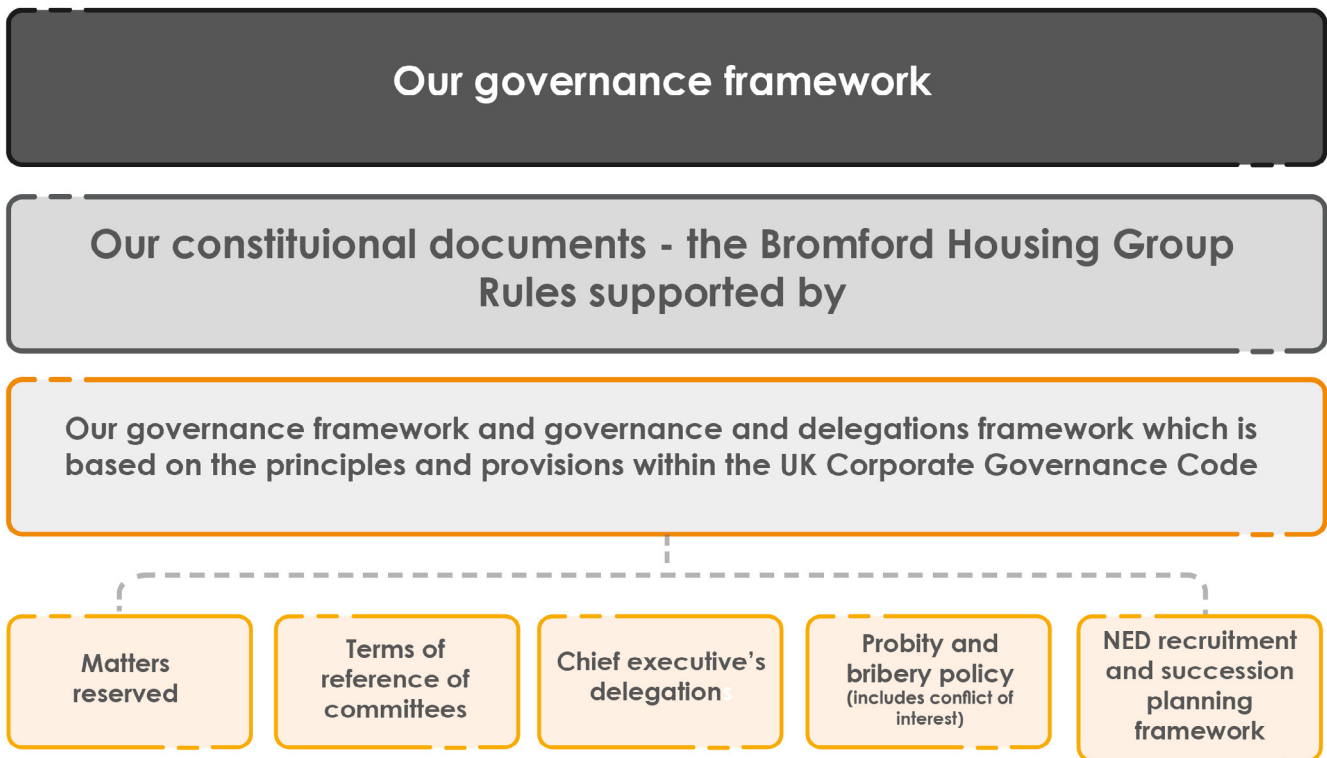 Our governance framework
Our constituional documents - the Bromford Housing Group
Rules supported by
Our governance framework and governance and delegations framework which is
based on the principles and provisions within the UK Corporate Governance Code
Matters
reserved
Terms of
reference of
committees
Chief executive’s
delegations
Probity and
bribery policy
(includes conflict of
interest)
NED recruitment
and succession
planning
framework